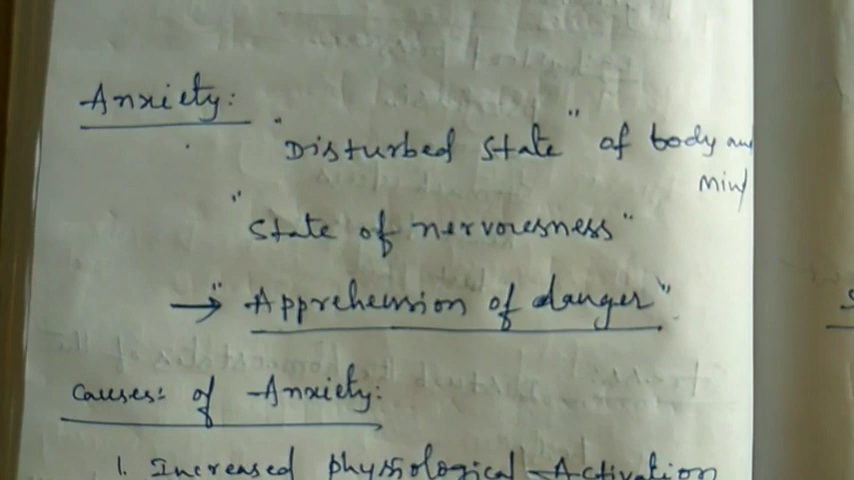 Anxiety:
"Disturbed state" of body and
mind
"State of nervousness"
→ "Apprehension of danger"
Causes: of Anxiety:
1. Increased physiological Activation